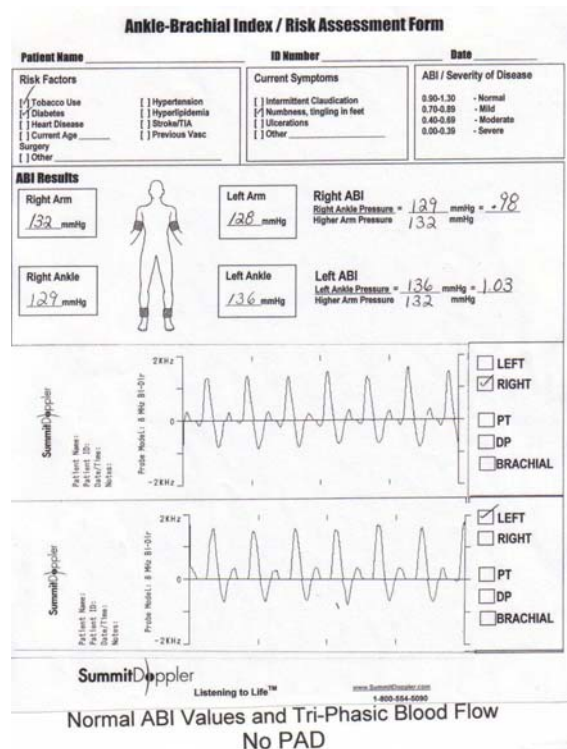 Ankle-Brachial Index / Risk Assessment Form
Patient Name ID Number Date
Risk Factors
[✓] Tobacco Use
[✓] Diabetes
[ ] Heart Disease
[ ] Current Age
Surgery
[ ] Other
[ ] Hypertension
[ ] Hyperlipidemia
[ ] Stroke/TIA
[ ] Previous Vasc
Current Symptoms
[ ] Intermittent Claudication
[✓] Numbness, tingling in feet
[ ] Ulcerations
[ ] Other
ABI / Severity of Disease
0.90-1.30 - Normal
0.70-0.89 - Mild
0.40-0.69 - Moderate
0.00-0.39 - Severe
ABI Results
Right Arm
132 mmHg
Left Arm
128 mmHg
Right ABI
Right Ankle Pressure = 129 mmHg = .98
Higher Arm Pressure 132
Right Ankle
129 mmHg
Left Ankle
136 mmHg
Left ABI
Left Ankle Pressure = 136 mmHg = 1.03
Higher Arm Pressure 132
SummitDoppler
Patient Name:
Patient ID:
Date/Time:
Notes:
Probe Model: 8 MHz Bi-Dir
2KHz
0
-2KHz
LEFT
RIGHT
PT
DP
BRACHIAL
SummitDoppler
Patient Name:
Patient ID:
Date/Time:
Notes:
Probe Model: 8 MHz Bi-Dir
2KHz
0
-2KHz
LEFT
RIGHT
PT
DP
BRACHIAL
SummitDoppler
Listening to Life™
www.SummitDoppler.com
1-800-554-5090
Normal ABI Values and Tri-Phasic Blood Flow
No PAD